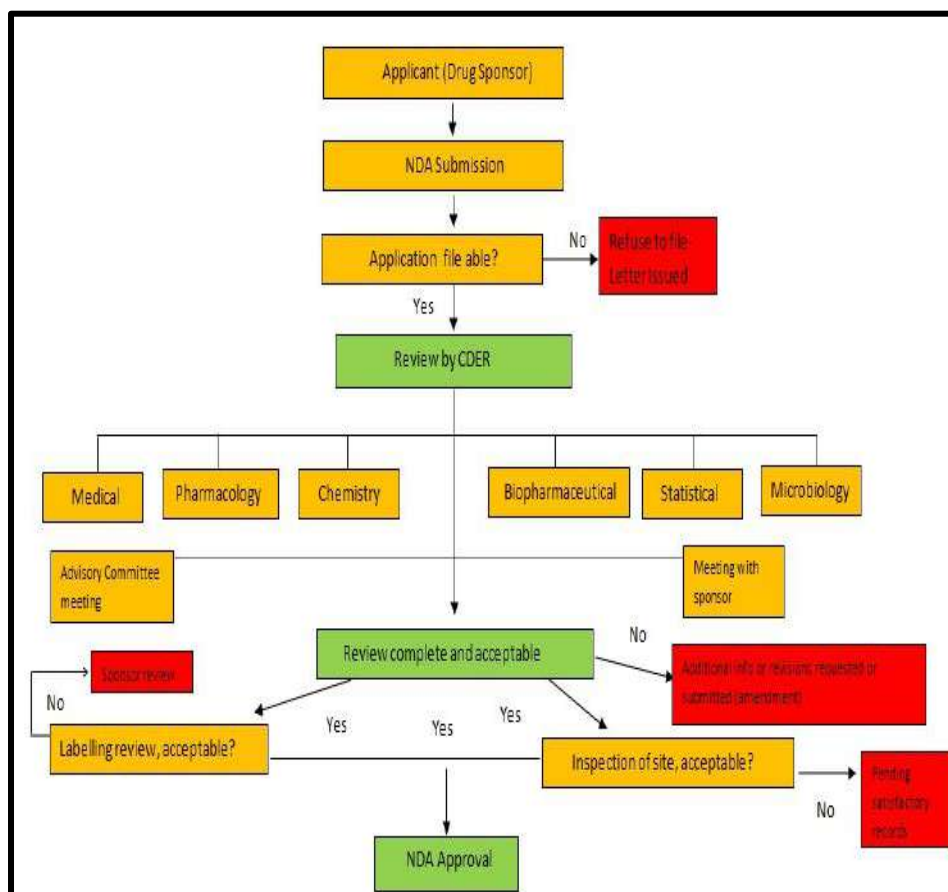 Applicant (Drug Sponsor)
NDA Submission
Application file able?
No
Refuse to file
Letter Issued
Yes
Review by CDER
Medical
Pharmacology
Chemistry
Biopharmaceutical
Statistical
Microbiology
Advisory Committee
meeting
Meeting with
sponsor
Review complete and acceptable
No
Additional info or revisions requested or
submitted (amendment)
Sponsor review
No
Yes
Yes
Yes
Labelling review, acceptable?
Inspection of site, acceptable?
No
Pending
satisfactory
records
NDA Approval